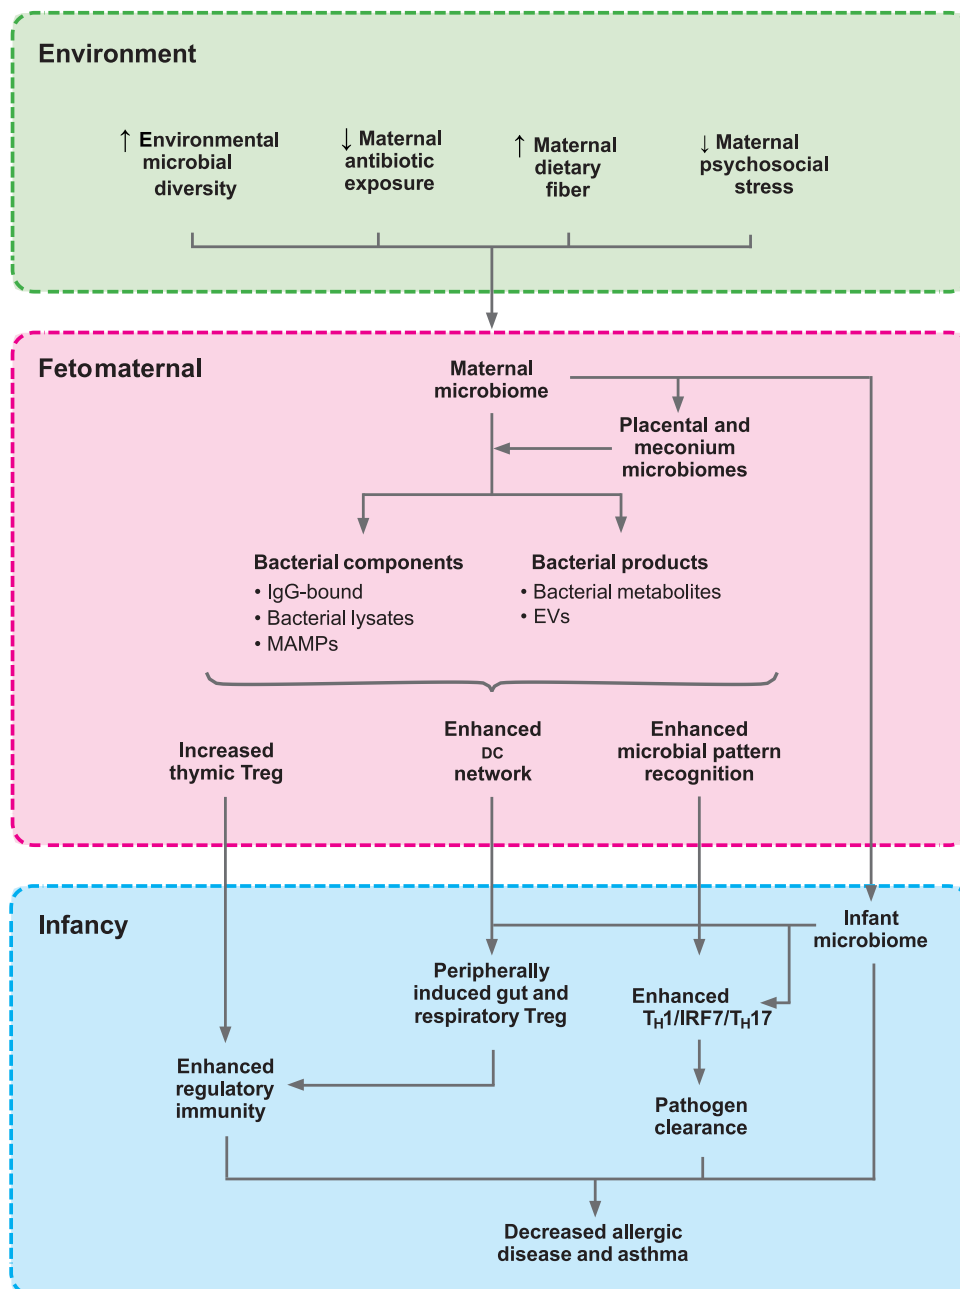 Environment
↑ Environmental
microbial
diversity
↓ Maternal
antibiotic
exposure
↑ Maternal
dietary
fiber
↓ Maternal
psychosocial
stress
Fetomaternal
Maternal
microbiome
Placental and
meconium
microbiomes
Bacterial components
• IgG-bound
• Bacterial lysates
• MAMPs
Bacterial products
• Bacterial metabolites
• EVs
Increased
thymic Treg
Enhanced
DC
network
Enhanced
microbial pattern
recognition
Infancy
Infant
microbiome
Peripherally
induced gut and
respiratory Treg
Enhanced
TH1/IRF7/TH17
Enhanced
regulatory
immunity
Pathogen
clearance
Decreased allergic
disease and asthma